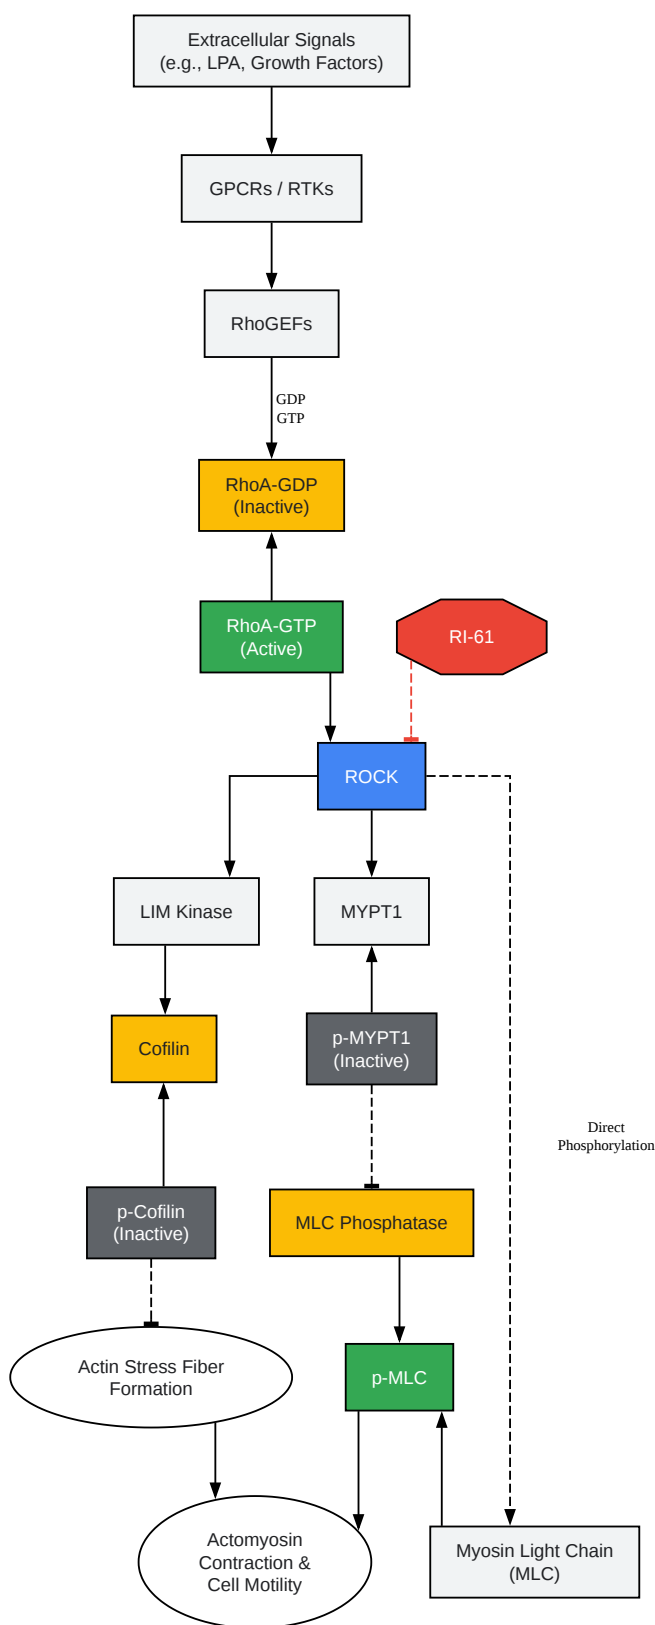 Extracellular Signals
(e.g., LPA, Growth Factors)
GPCRs / RTKs
RhoGEFs
GDP
GTP
RhoA-GDP
(Inactive)
RhoA-GTP
(Active)
RI-61
ROCK
LIM Kinase
MYPT1
Cofilin
p-MYPT1
(Inactive)
Direct
Phosphorylation
p-Cofilin
(Inactive)
MLC Phosphatase
Actin Stress Fiber
Formation
p-MLC
Actomyosin
Contraction &
Cell Motility
Myosin Light Chain
(MLC)